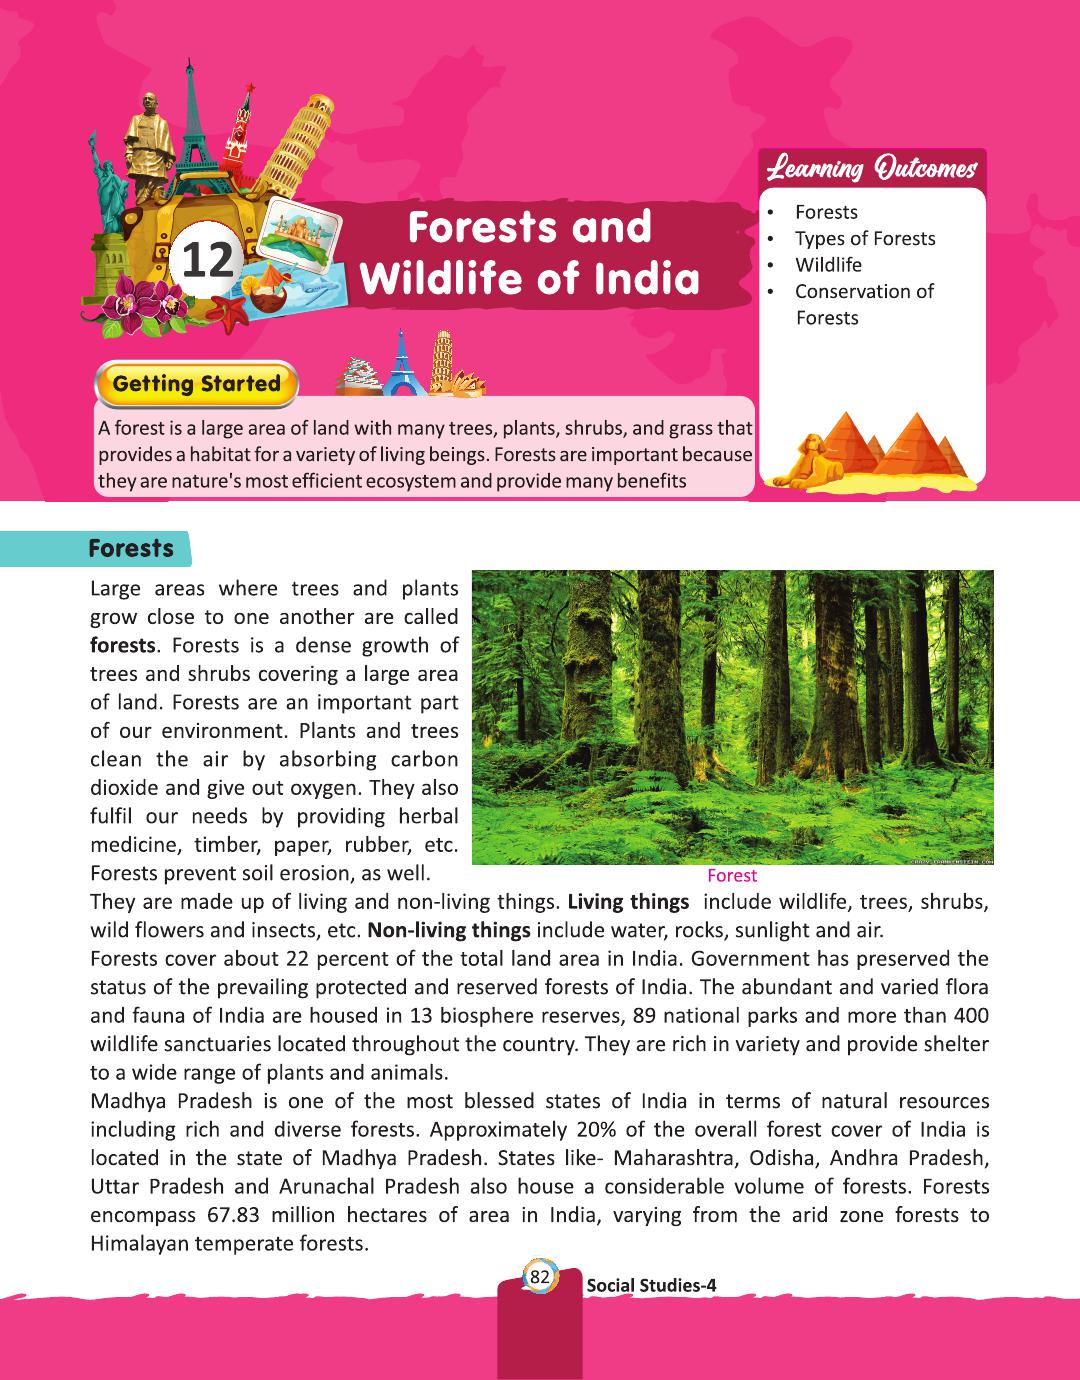 12
Forests and
Wildlife of India
Learning Outcomes
• Forests
• Types of Forests
• Wildlife
• Conservation of
Forests
Getting Started
A forest is a large area of land with many trees, plants, shrubs, and grass that
provides a habitat for a variety of living beings. Forests are important because
they are nature's most efficient ecosystem and provide many benefits
Forests
Large areas where trees and plants
grow close to one another are called
forests. Forests is a dense growth of
trees and shrubs covering a large area
of land. Forests are an important part
of our environment. Plants and trees
clean the air by absorbing carbon
dioxide and give out oxygen. They also
fulfil our needs by providing herbal
medicine, timber, paper, rubber, etc.
Forests prevent soil erosion, as well.
Forest
They are made up of living and non-living things. Living things include wildlife, trees, shrubs,
wild flowers and insects, etc. Non-living things include water, rocks, sunlight and air.
Forests cover about 22 percent of the total land area in India. Government has preserved the
status of the prevailing protected and reserved forests of India. The abundant and varied flora
and fauna of India are housed in 13 biosphere reserves, 89 national parks and more than 400
wildlife sanctuaries located throughout the country. They are rich in variety and provide shelter
to a wide range of plants and animals.
Madhya Pradesh is one of the most blessed states of India in terms of natural resources
including rich and diverse forests. Approximately 20% of the overall forest cover of India is
located in the state of Madhya Pradesh. States like- Maharashtra, Odisha, Andhra Pradesh,
Uttar Pradesh and Arunachal Pradesh also house a considerable volume of forests. Forests
encompass 67.83 million hectares of area in India, varying from the arid zone forests to
Himalayan temperate forests.
82
Social Studies-4